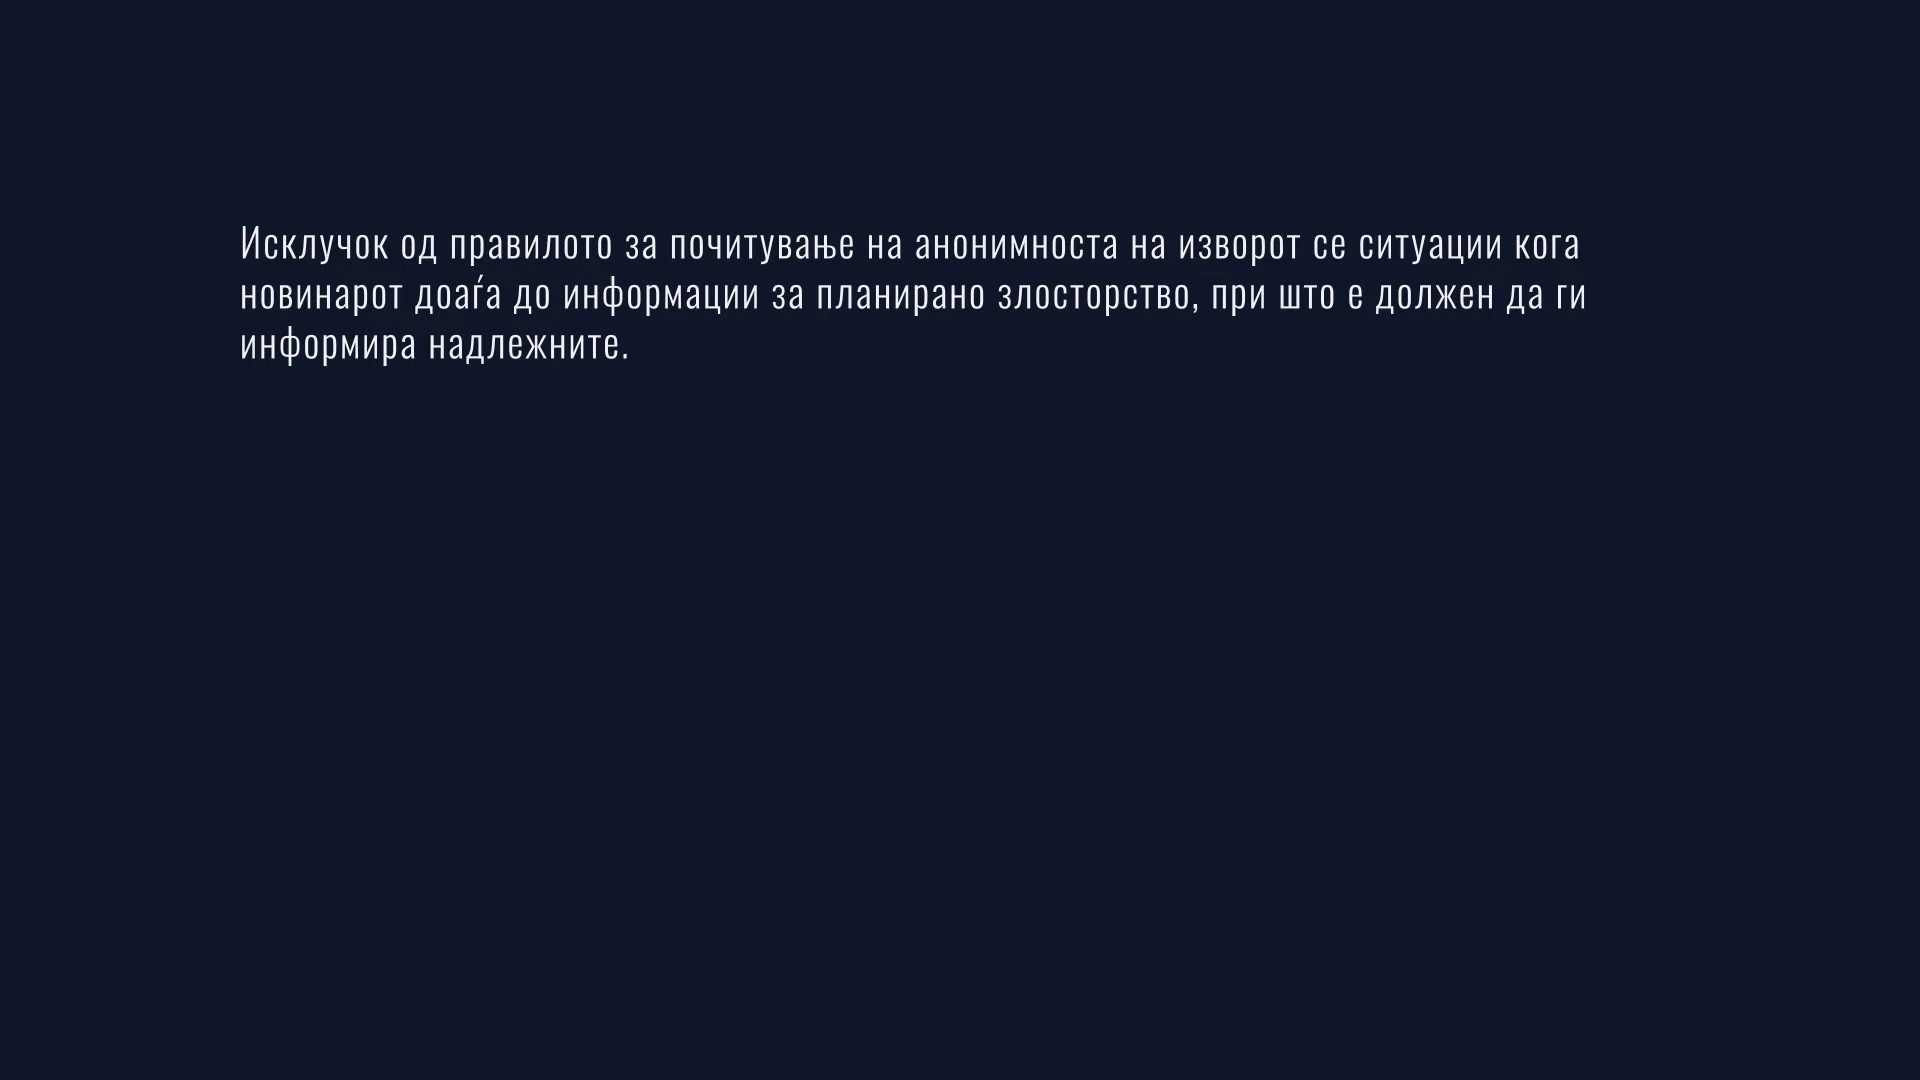 Исклучок од правилото за почитување на анонимноста на изворот се ситуации кога
новинарот доаѓа до информации за планирано злосторство, при што е должен да ги
информира надлежните.